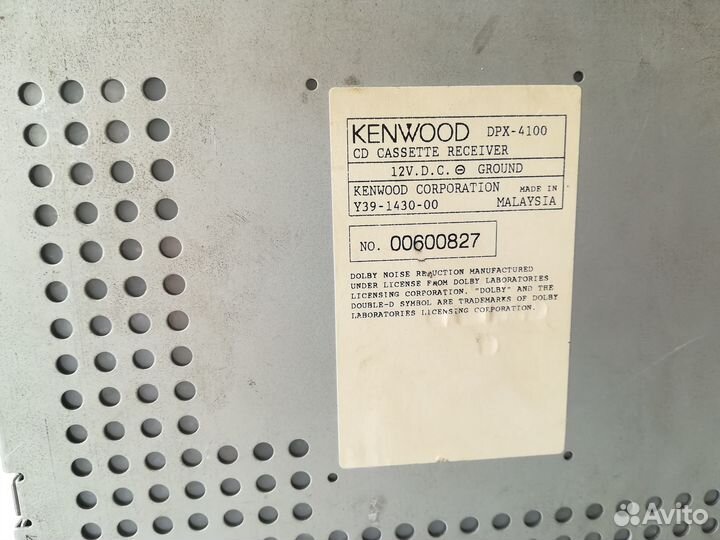 KENWOOD DPX-4100
CD CASSETTE RECEIVER
12V.D.C. ⊖ GROUND
KENWOOD CORPORATION MADE IN
Y39-1430-00 MALAYSIA
NO. 00600827
DOLBY NOISE REDUCTION MANUFACTURED
UNDER LICENSE FROM DOLBY LABORATORIES
LICENSING CORPORATION. "DOLBY" AND THE
DOUBLE-D SYMBOL ARE TRADEMARKS OF DOLBY
LABORATORIES LICENSING CORPORATION.
Avito